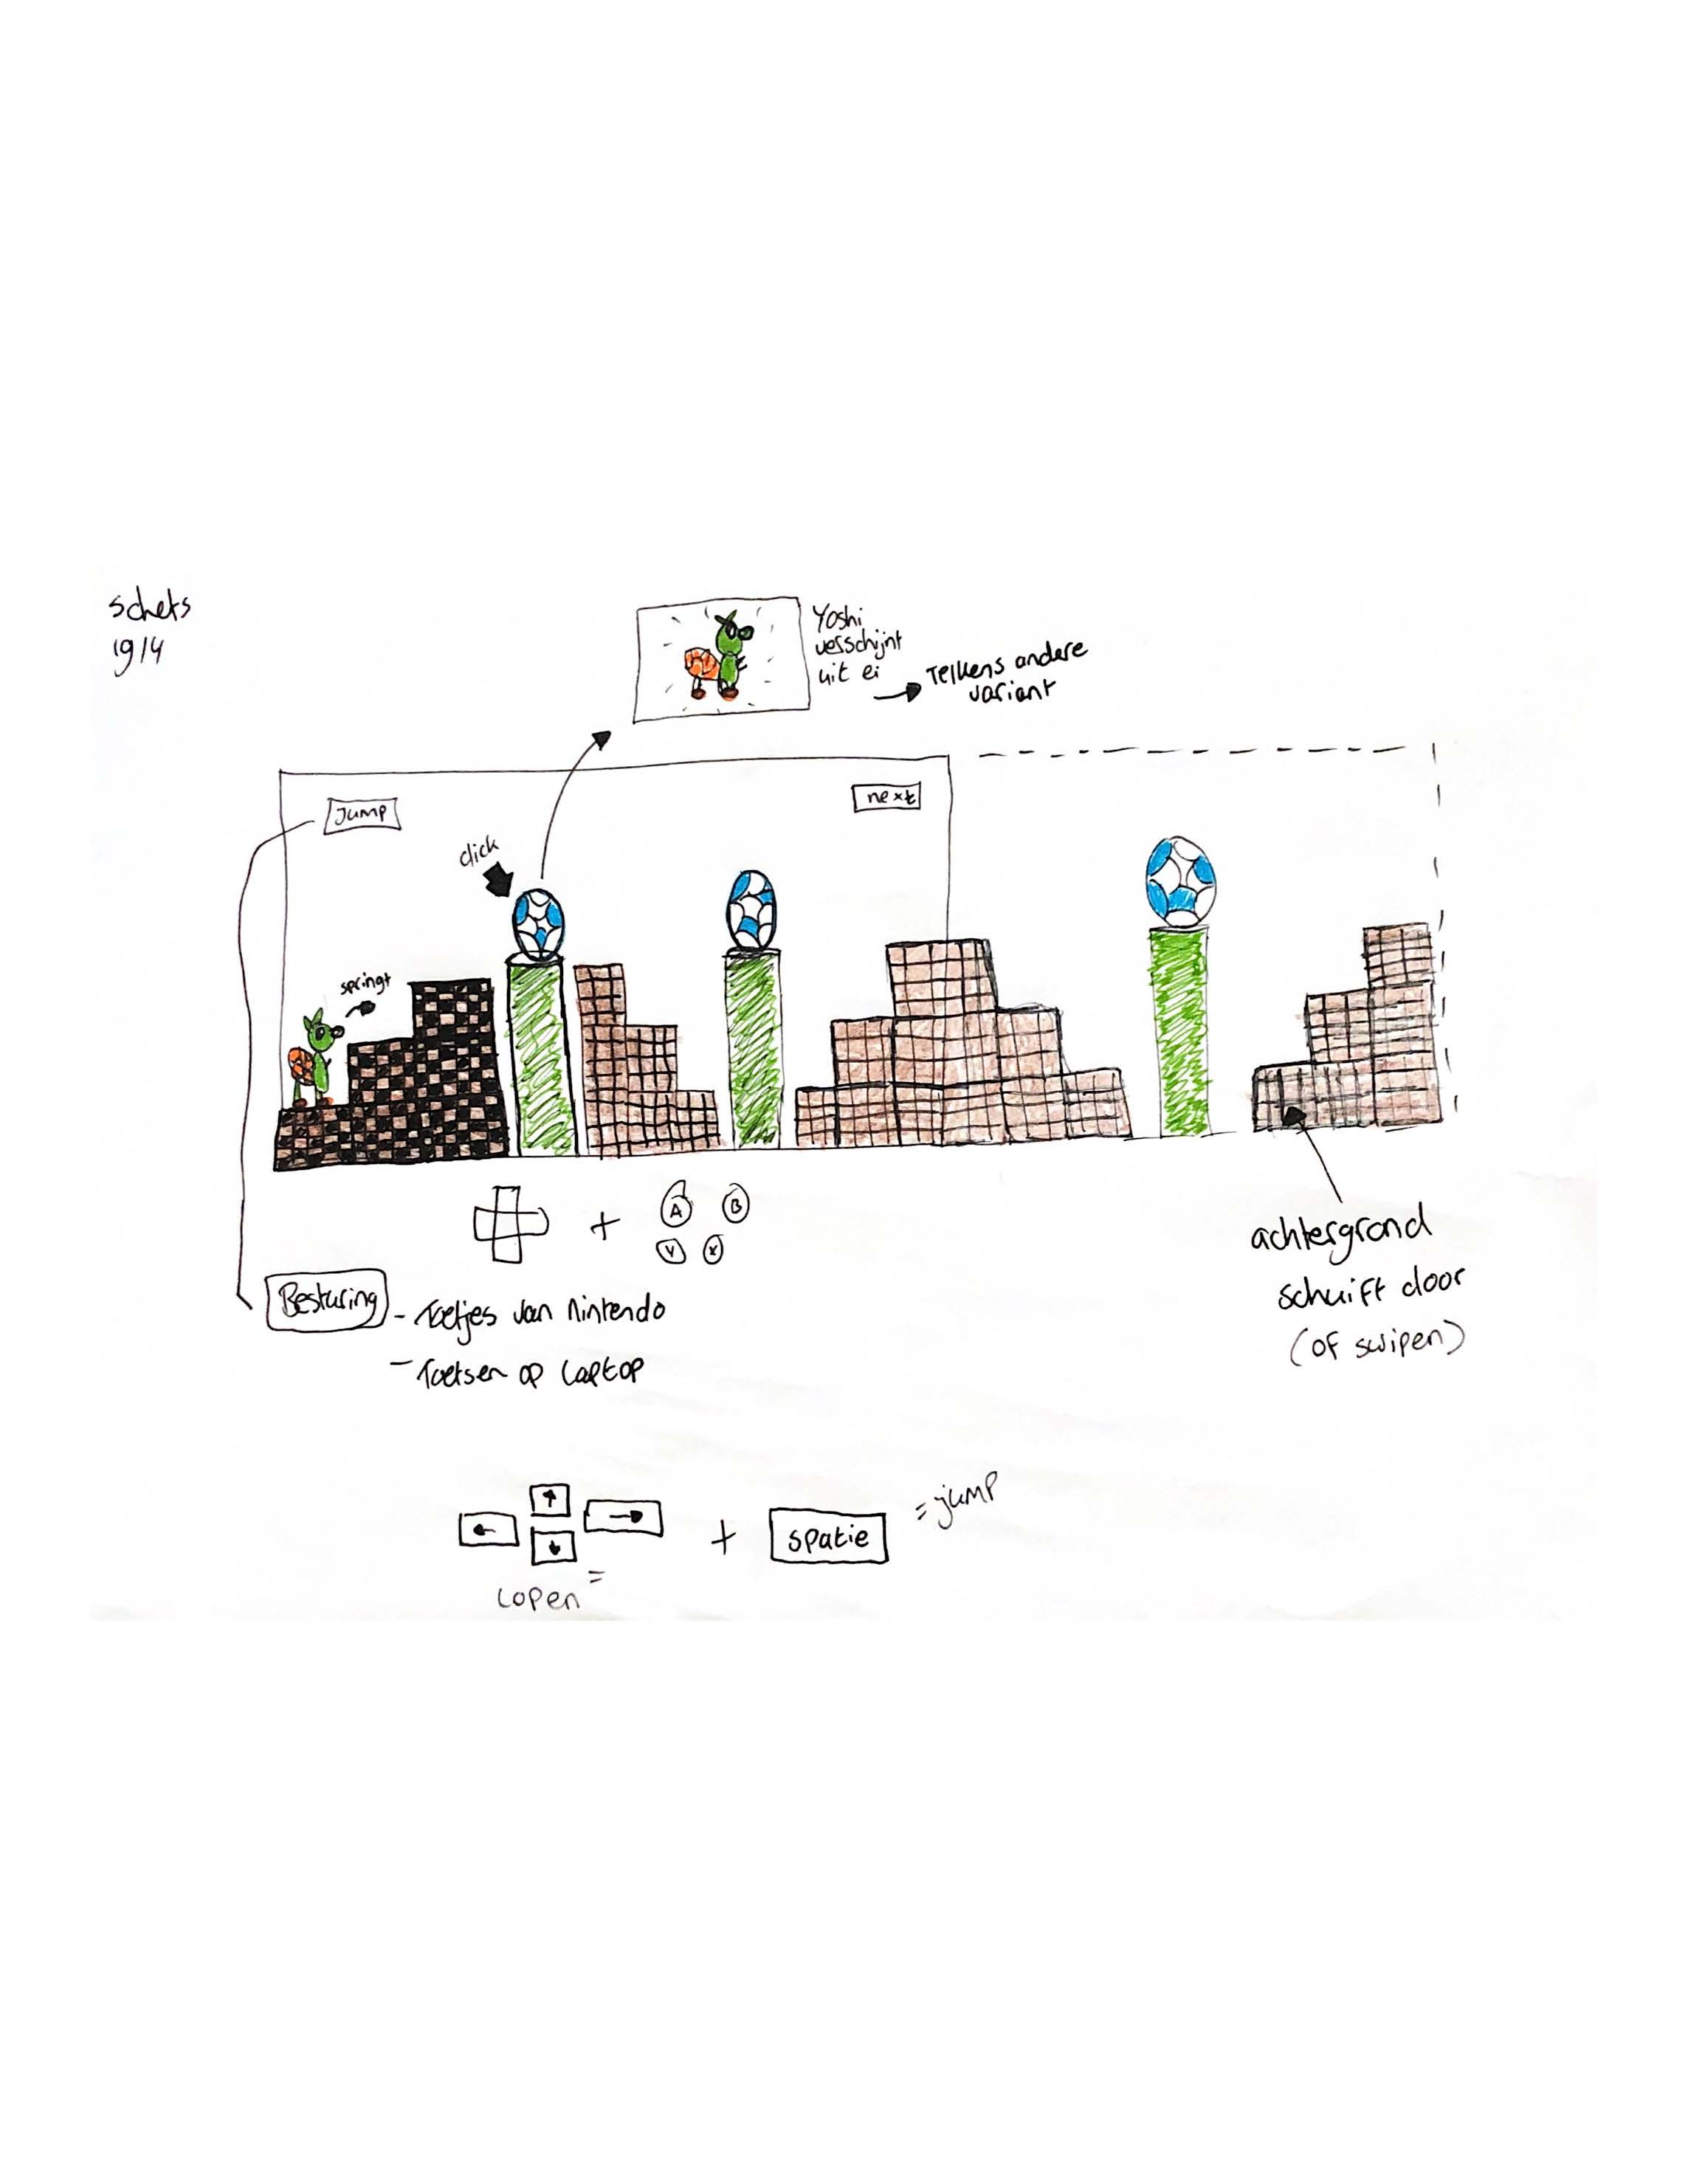 schets
19/4
Yoshi
verschijnt
uit ei
Telkens andere
variant
Jump
next
click
springt
A B
Y X
Besturing
- Toetjes van Nintendo
- Toetsen op laptop
achtergrond
schuift door
(of swipen)
spatie
= jump
=
lopen